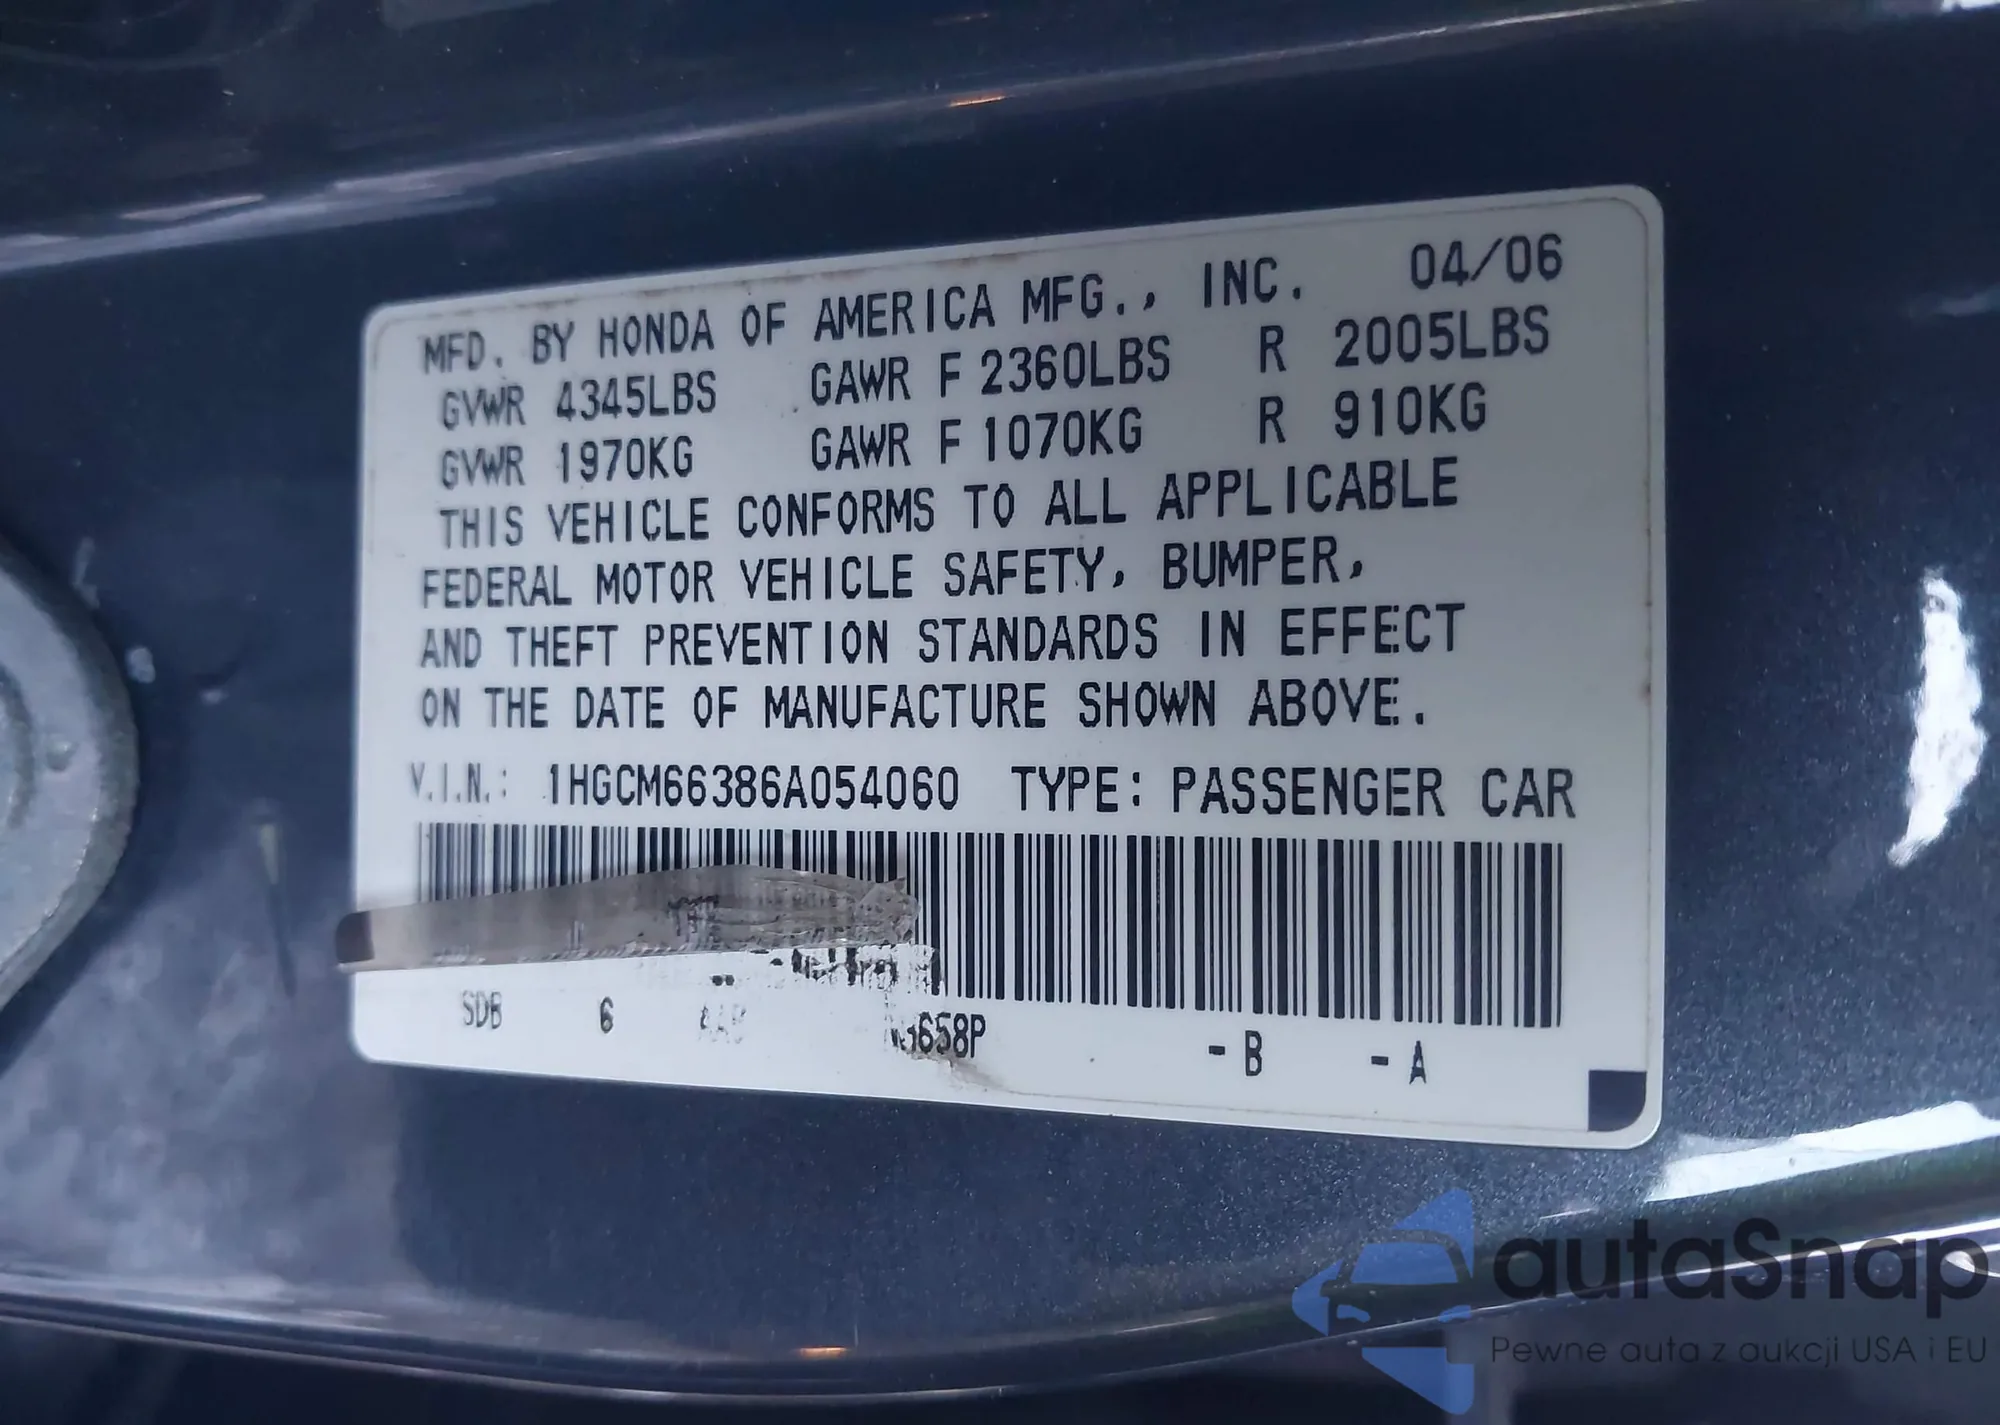 MFD. BY HONDA OF AMERICA MFG., INC. 04/06
GVWR 4345LBS GAWR F 2360LBS R 2005LBS
GVWR 1970KG GAWR F 1070KG R 910KG
THIS VEHICLE CONFORMS TO ALL APPLICABLE
FEDERAL MOTOR VEHICLE SAFETY, BUMPER,
AND THEFT PREVENTION STANDARDS IN EFFECT
ON THE DATE OF MANUFACTURE SHOWN ABOVE.
V.I.N.: 1HGCM66386A054060 TYPE: PASSENGER CAR
SDB 6 -B -A
autaSnap
Pewne auta z aukcji USA i EU